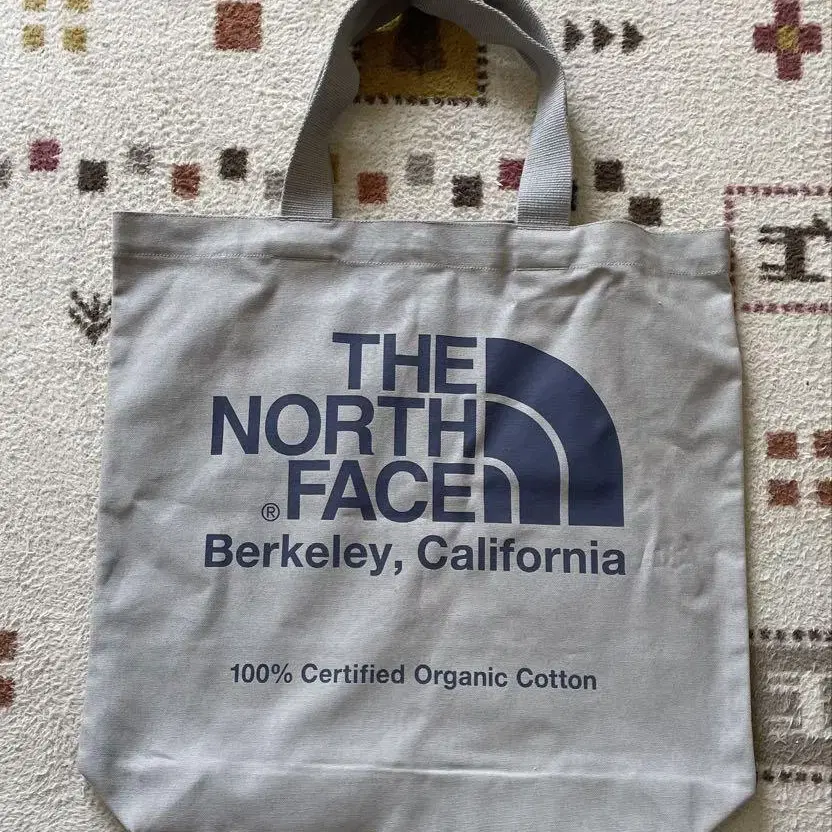 THE
NORTH
® FACE
Berkeley, California
100% Certified Organic Cotton